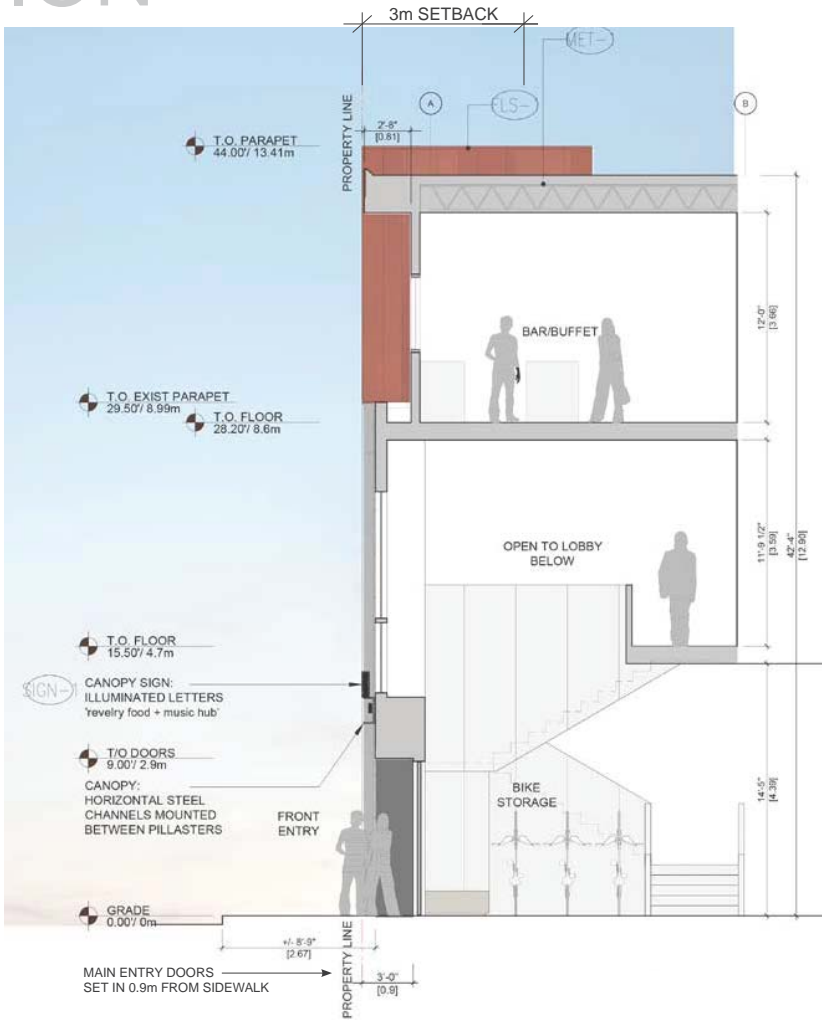 3m SETBACK
MET-
ELS-
A
B
PROPERTY LINE
2'-8"
[0.81]
T.O. PARAPET
44.00'/ 13.41m
12'-0"
[3.66]
BAR/BUFFET
T.O. EXIST PARAPET
29.50'/ 8.99m
T.O. FLOOR
28.20'/ 8.6m
OPEN TO LOBBY
BELOW
11'-9 1/2"
[3.59]
42'-4"
[12.90]
T.O. FLOOR
15.50'/ 4.7m
SIGN-1
CANOPY SIGN:
ILLUMINATED LETTERS
'revelry food + music hub'
T/O DOORS
9.00'/ 2.9m
CANOPY:
HORIZONTAL STEEL
CHANNELS MOUNTED
BETWEEN PILLASTERS
FRONT
ENTRY
BIKE
STORAGE
14'-5"
[4.39]
GRADE
0.00'/ 0m
+/- 8'-9"
[2.67]
MAIN ENTRY DOORS
SET IN 0.9m FROM SIDEWALK
PROPERTY LINE
3'-0"
[0.9]